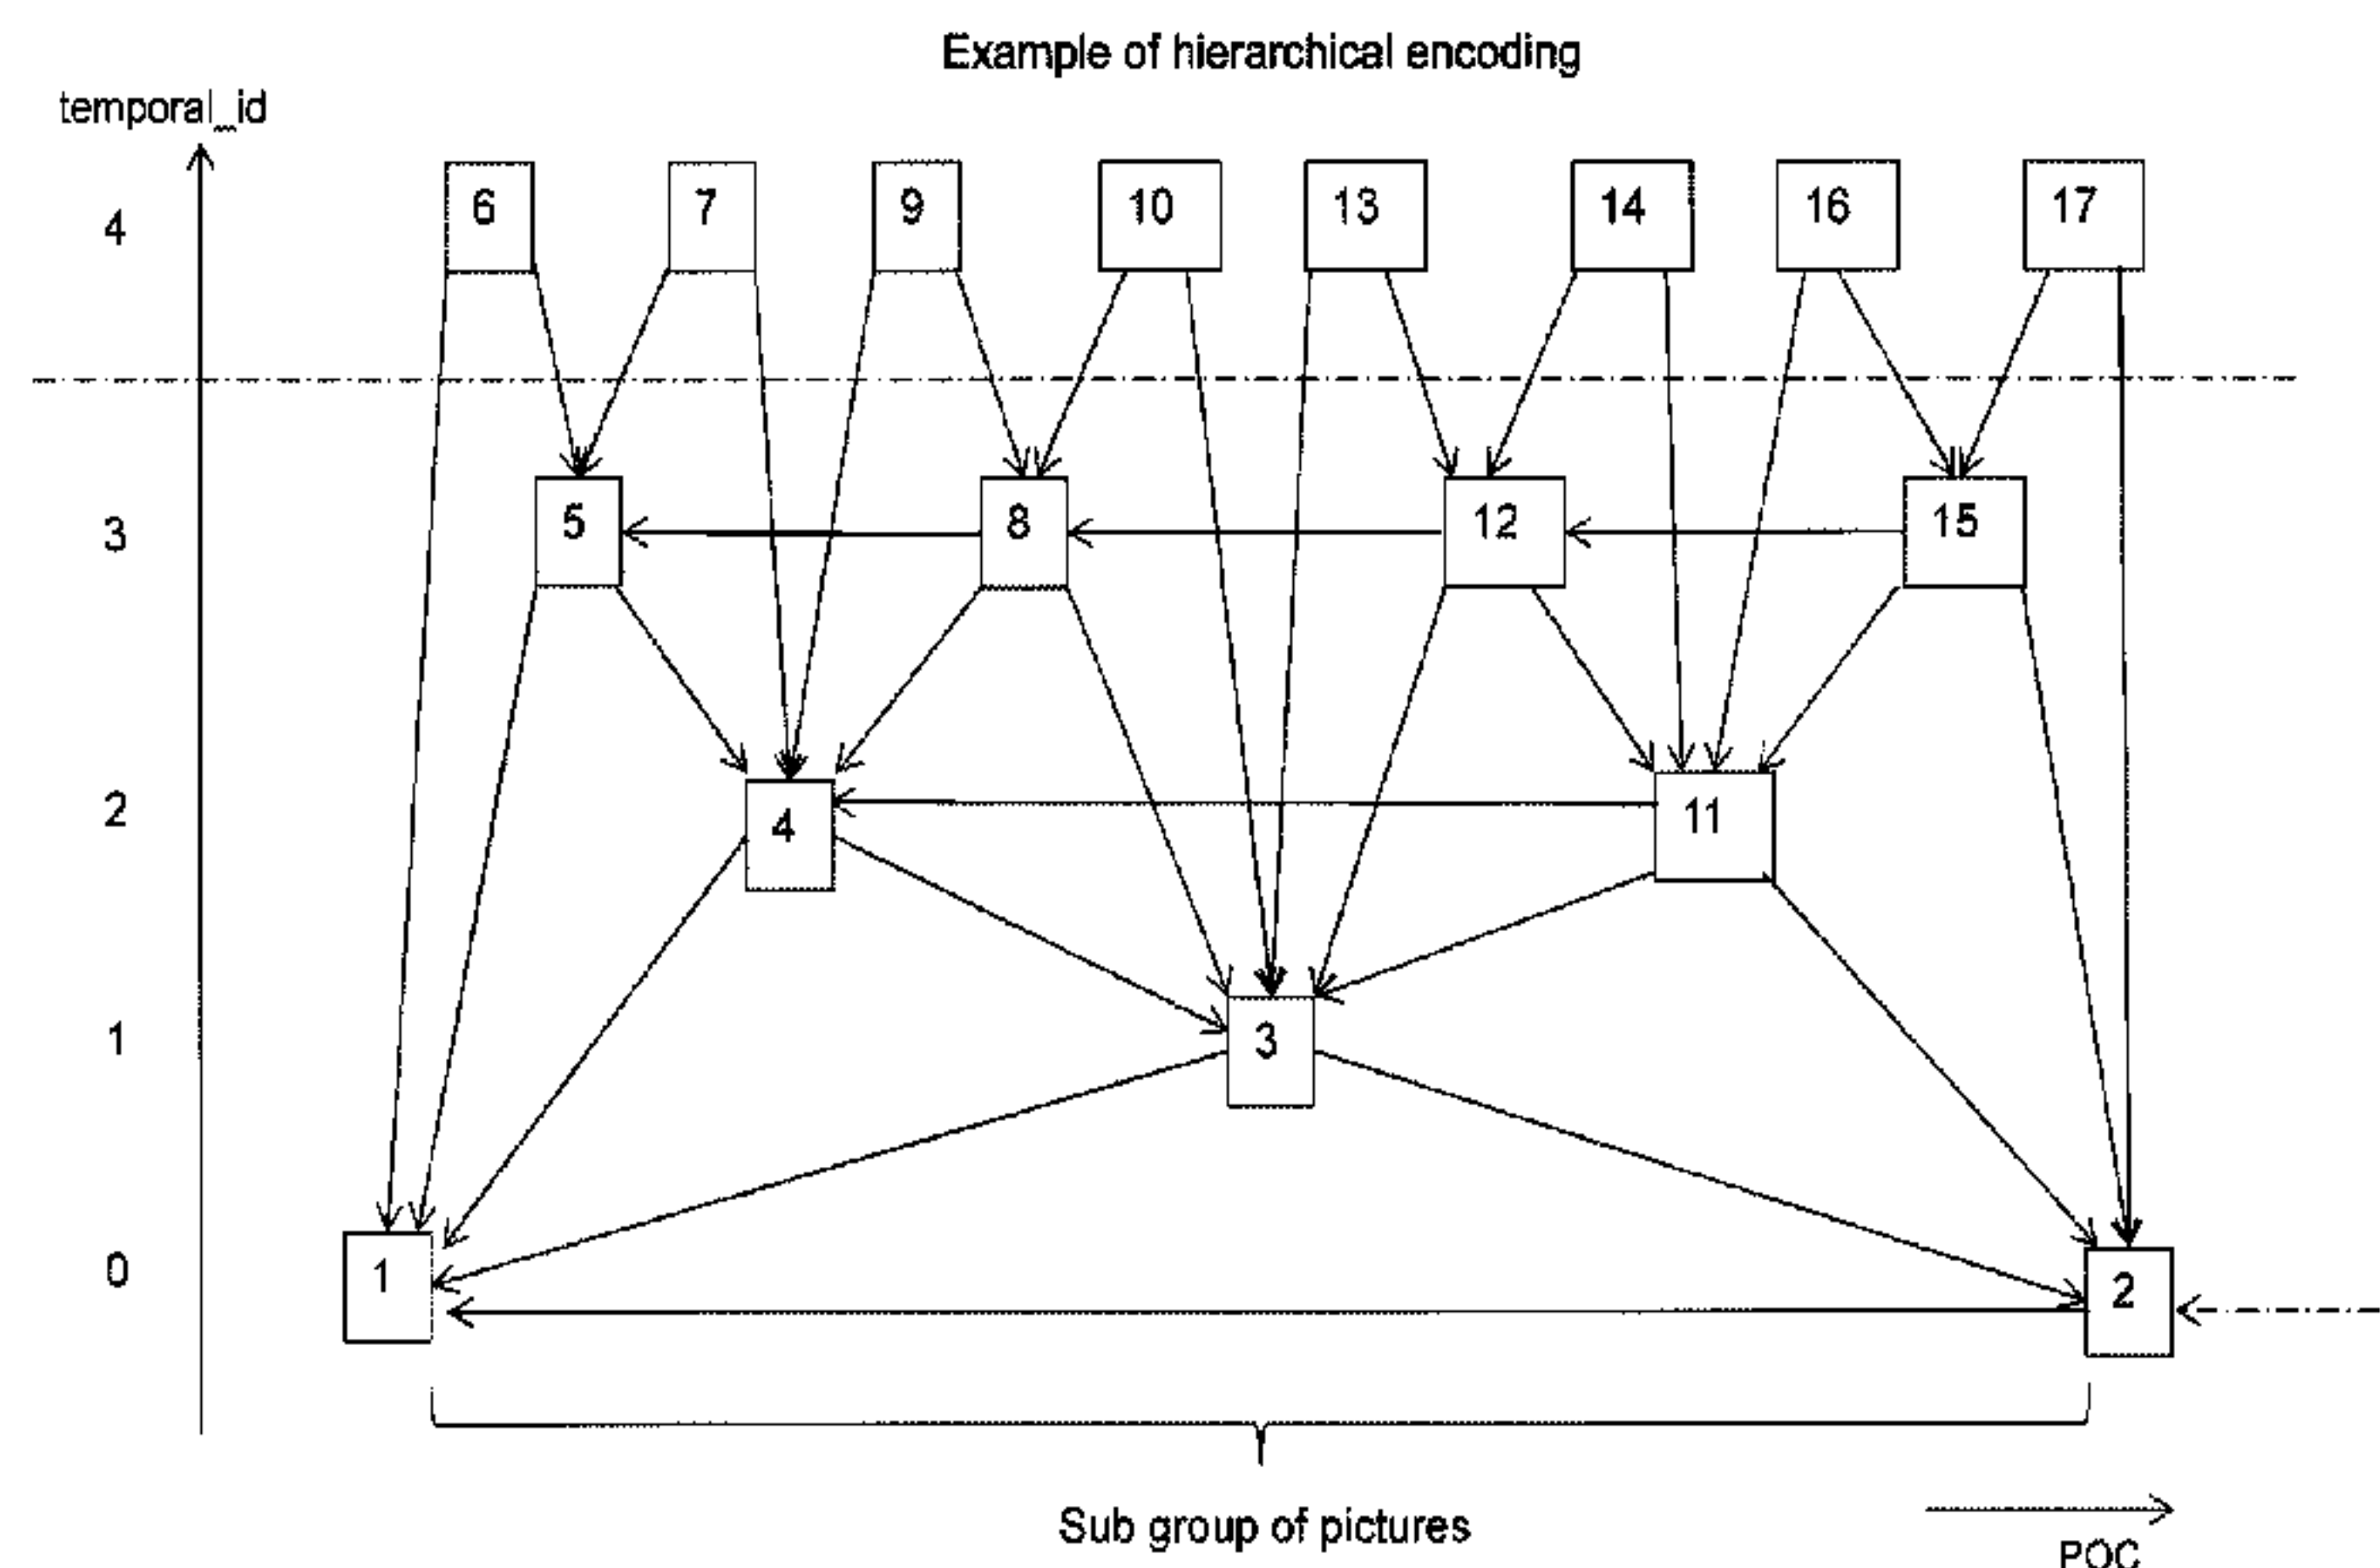 Example of hierarchical encoding
temporal_id
4 6 7 9 10 13 14 16 17
3 5 8 12 15
2 4 11
1 3
0 1 2
Sub group of pictures
POC